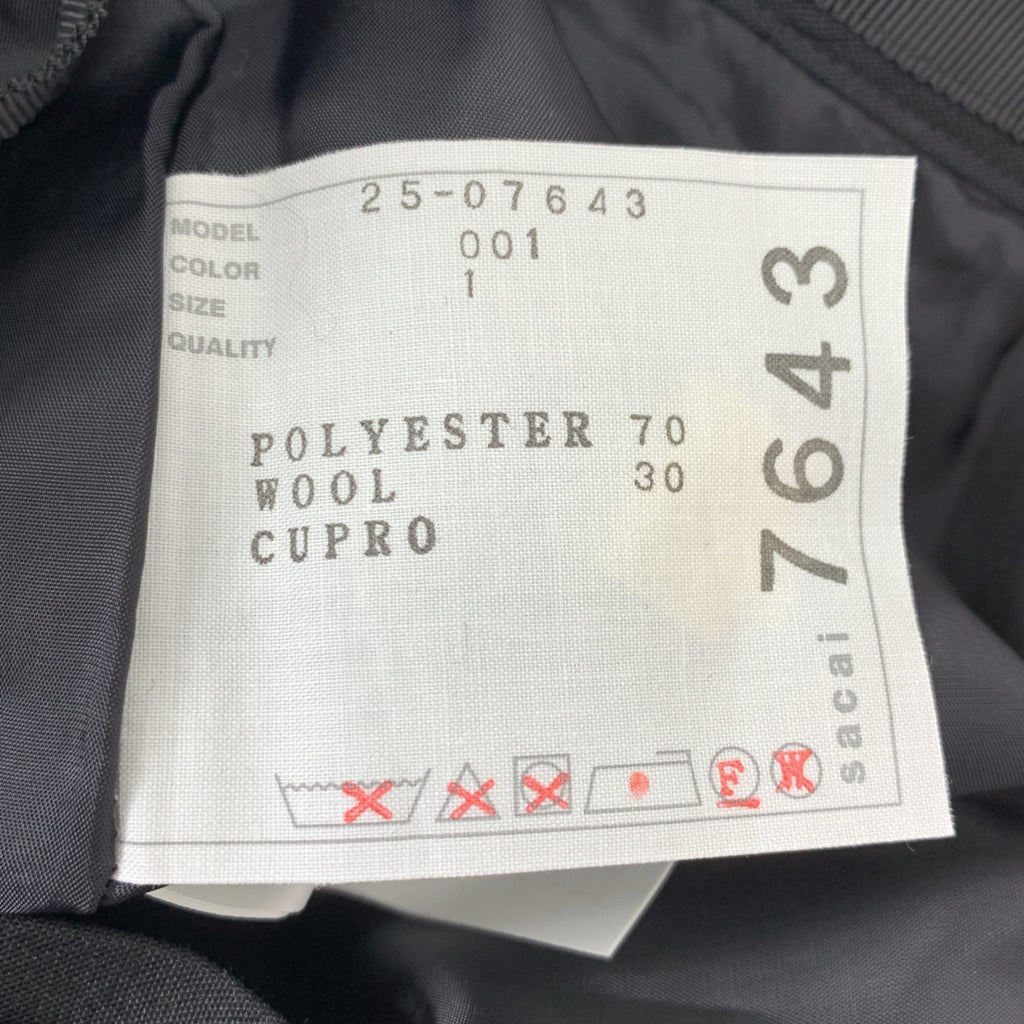 25-07643
MODEL 001
COLOR 1
SIZE
QUALITY
POLYESTER 70
WOOL 30
CUPRO
sacai 7643
F
W